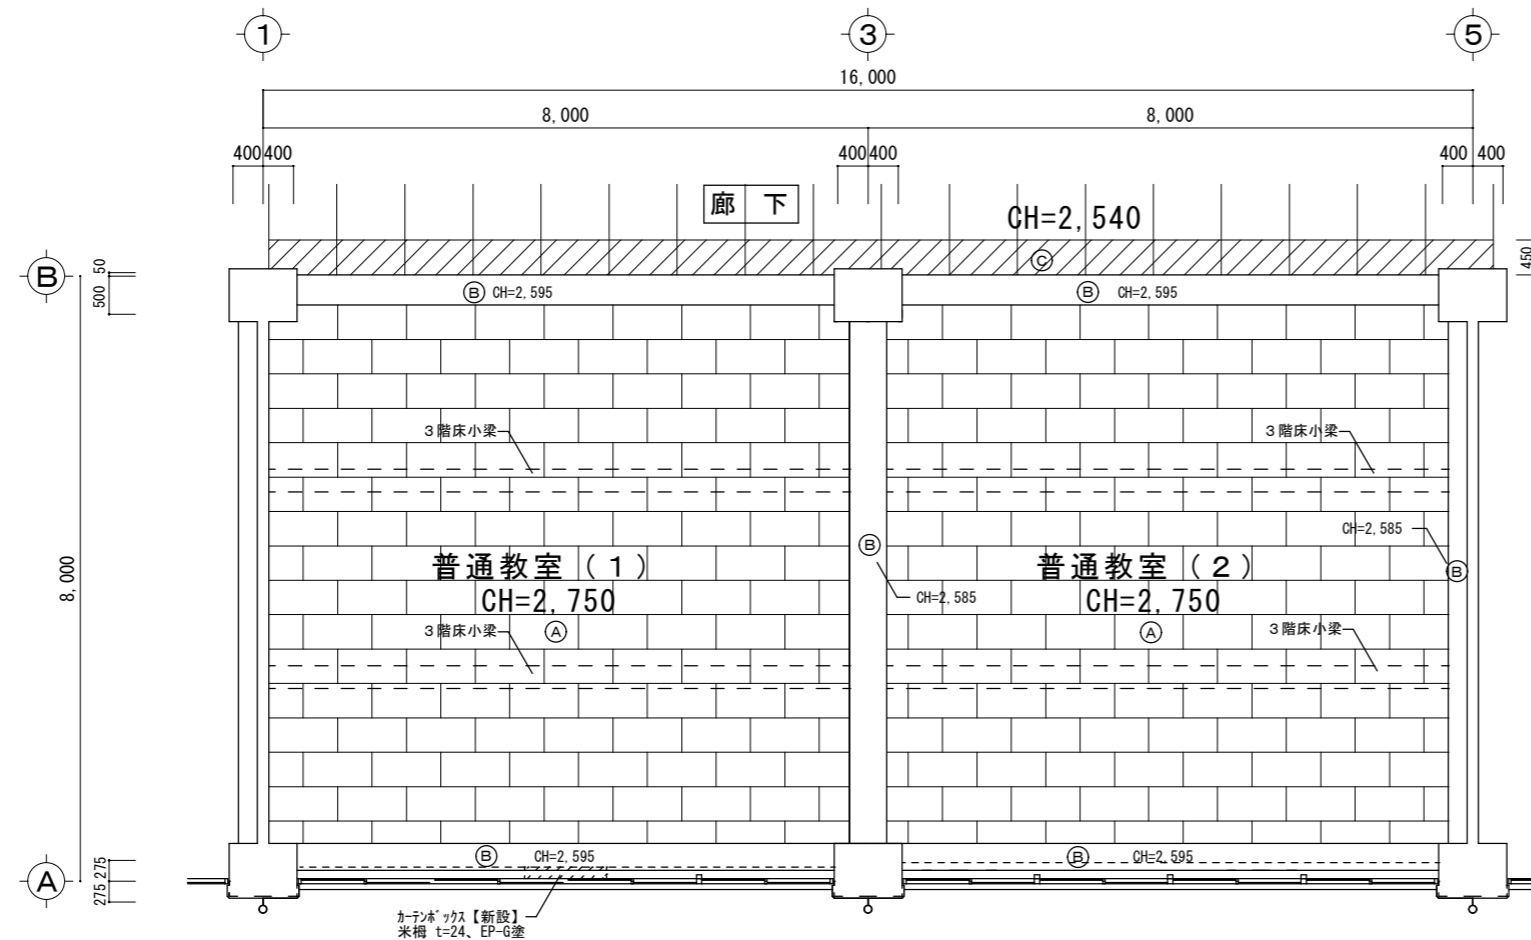 1 3 5
16,000
8,000 8,000
400 400 400 400 400 400
廊 下
CH=2,540
Ⓒ
450
B
50
500
Ⓑ CH=2,595 Ⓑ CH=2,595
3階床小梁 3階床小梁
CH=2,585
Ⓑ Ⓑ
8,000
普通教室(1) 普通教室(2)
CH=2,750 CH=2,585 CH=2,750
3階床小梁 Ⓐ Ⓐ 3階床小梁
Ⓑ CH=2,595 Ⓑ CH=2,595
A
275
275
カーテンボックス【新設】
米栂 t=24、EP-G塗